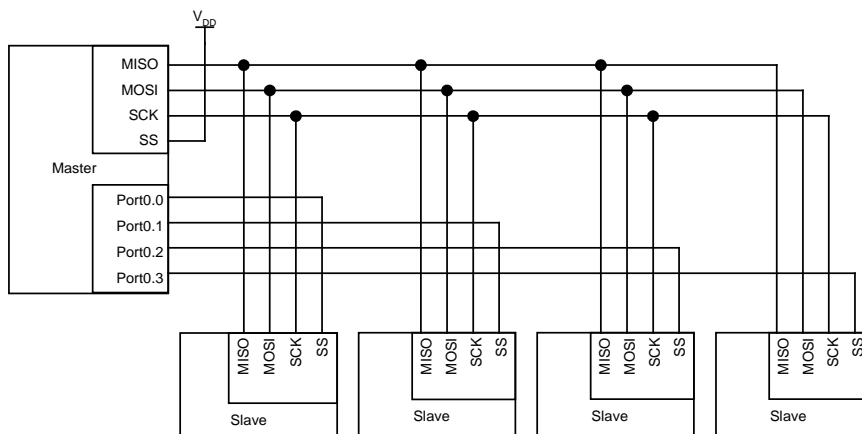 VDD
MISO
MOSI
SCK
SS
Master
Port0.0
Port0.1
Port0.2
Port0.3
MISO MOSI SCK SS
Slave
MISO MOSI SCK SS
Slave
MISO MOSI SCK SS
Slave
MISO MOSI SCK SS
Slave